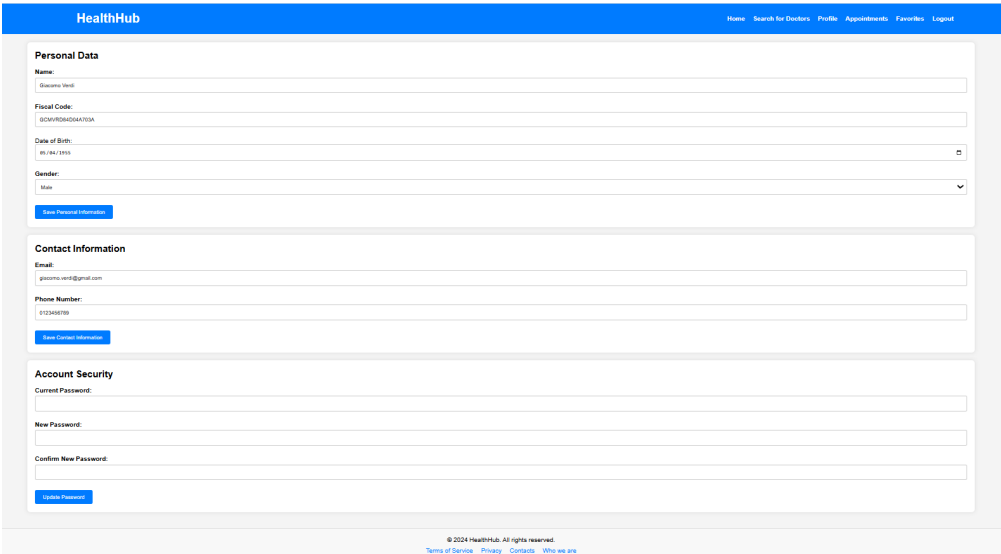 HealthHub
Home Search for Doctors Profile Appointments Favorites Logout
Personal Data
Name:
Giacomo Verdi
Fiscal Code:
GCMVRD84D04A703A
Date of Birth:
05/04/1955
Gender:
Male
Save Personal Information
Contact Information
Email:
giacomo.verdi@gmail.com
Phone Number:
0123456789
Save Contact Information
Account Security
Current Password:
New Password:
Confirm New Password:
Update Password
© 2024 HealthHub. All rights reserved.
Terms of Service Privacy Contacts Who we are